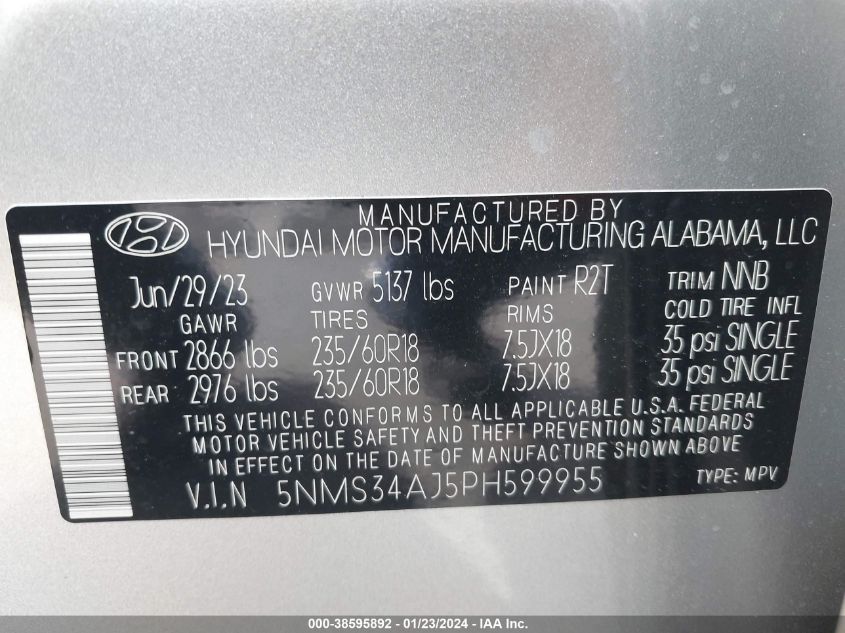 MANUFACTURED BY
HYUNDAI MOTOR MANUFACTURING ALABAMA, LLC
Jun/29/23 GVWR 5137 lbs PAINT R2T TRIM NNB
GAWR TIRES RIMS COLD TIRE INFL
FRONT 2866 lbs 235/60R18 7.5JX18 35 psi SINGLE
REAR 2976 lbs 235/60R18 7.5JX18 35 psi SINGLE
THIS VEHICLE CONFORMS TO ALL APPLICABLE U.S.A. FEDERAL
MOTOR VEHICLE SAFETY AND THEFT PREVENTION STANDARDS
IN EFFECT ON THE DATE OF MANUFACTURE SHOWN ABOVE
V.I.N 5NMS34AJ5PH599955 TYPE: MPV
000-38595892 - 01/23/2024 - IAA Inc.